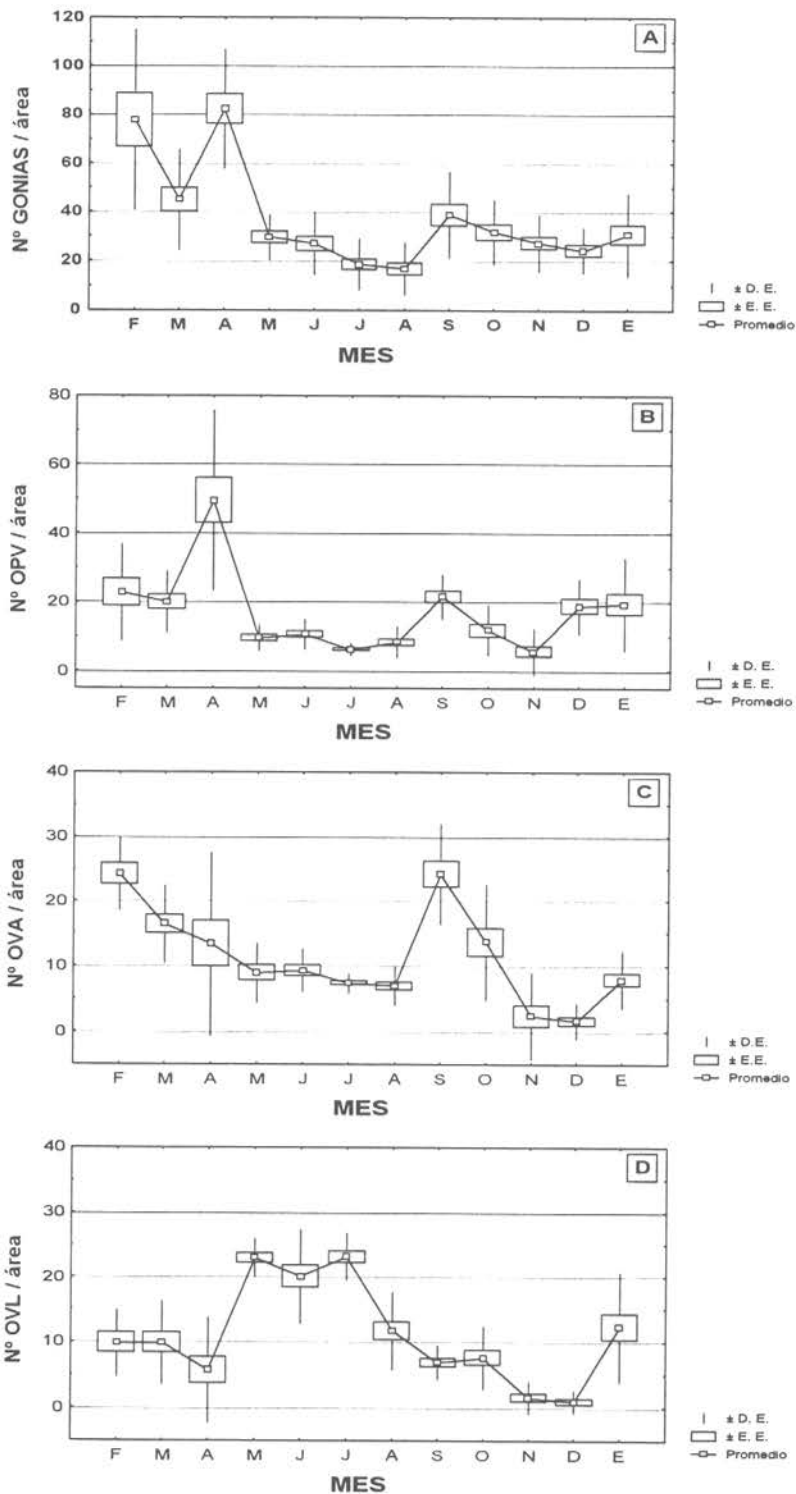 A
Nº GONIAS / área
120
100
80
60
40
20
0
F M A M J J A S O N D E
MES
± D. E.
± E. E.
Promedio
B
Nº OPV / área
80
60
40
20
0
F M A M J J A S O N D E
MES
± D. E.
± E. E.
Promedio
C
Nº OVA / área
40
30
20
10
0
F M A M J J A S O N D E
MES
± D.E.
± E.E.
Promedio
D
Nº OVL / área
40
30
20
10
0
F M A M J J A S O N D E
MES
± D. E.
± E. E.
Promedio